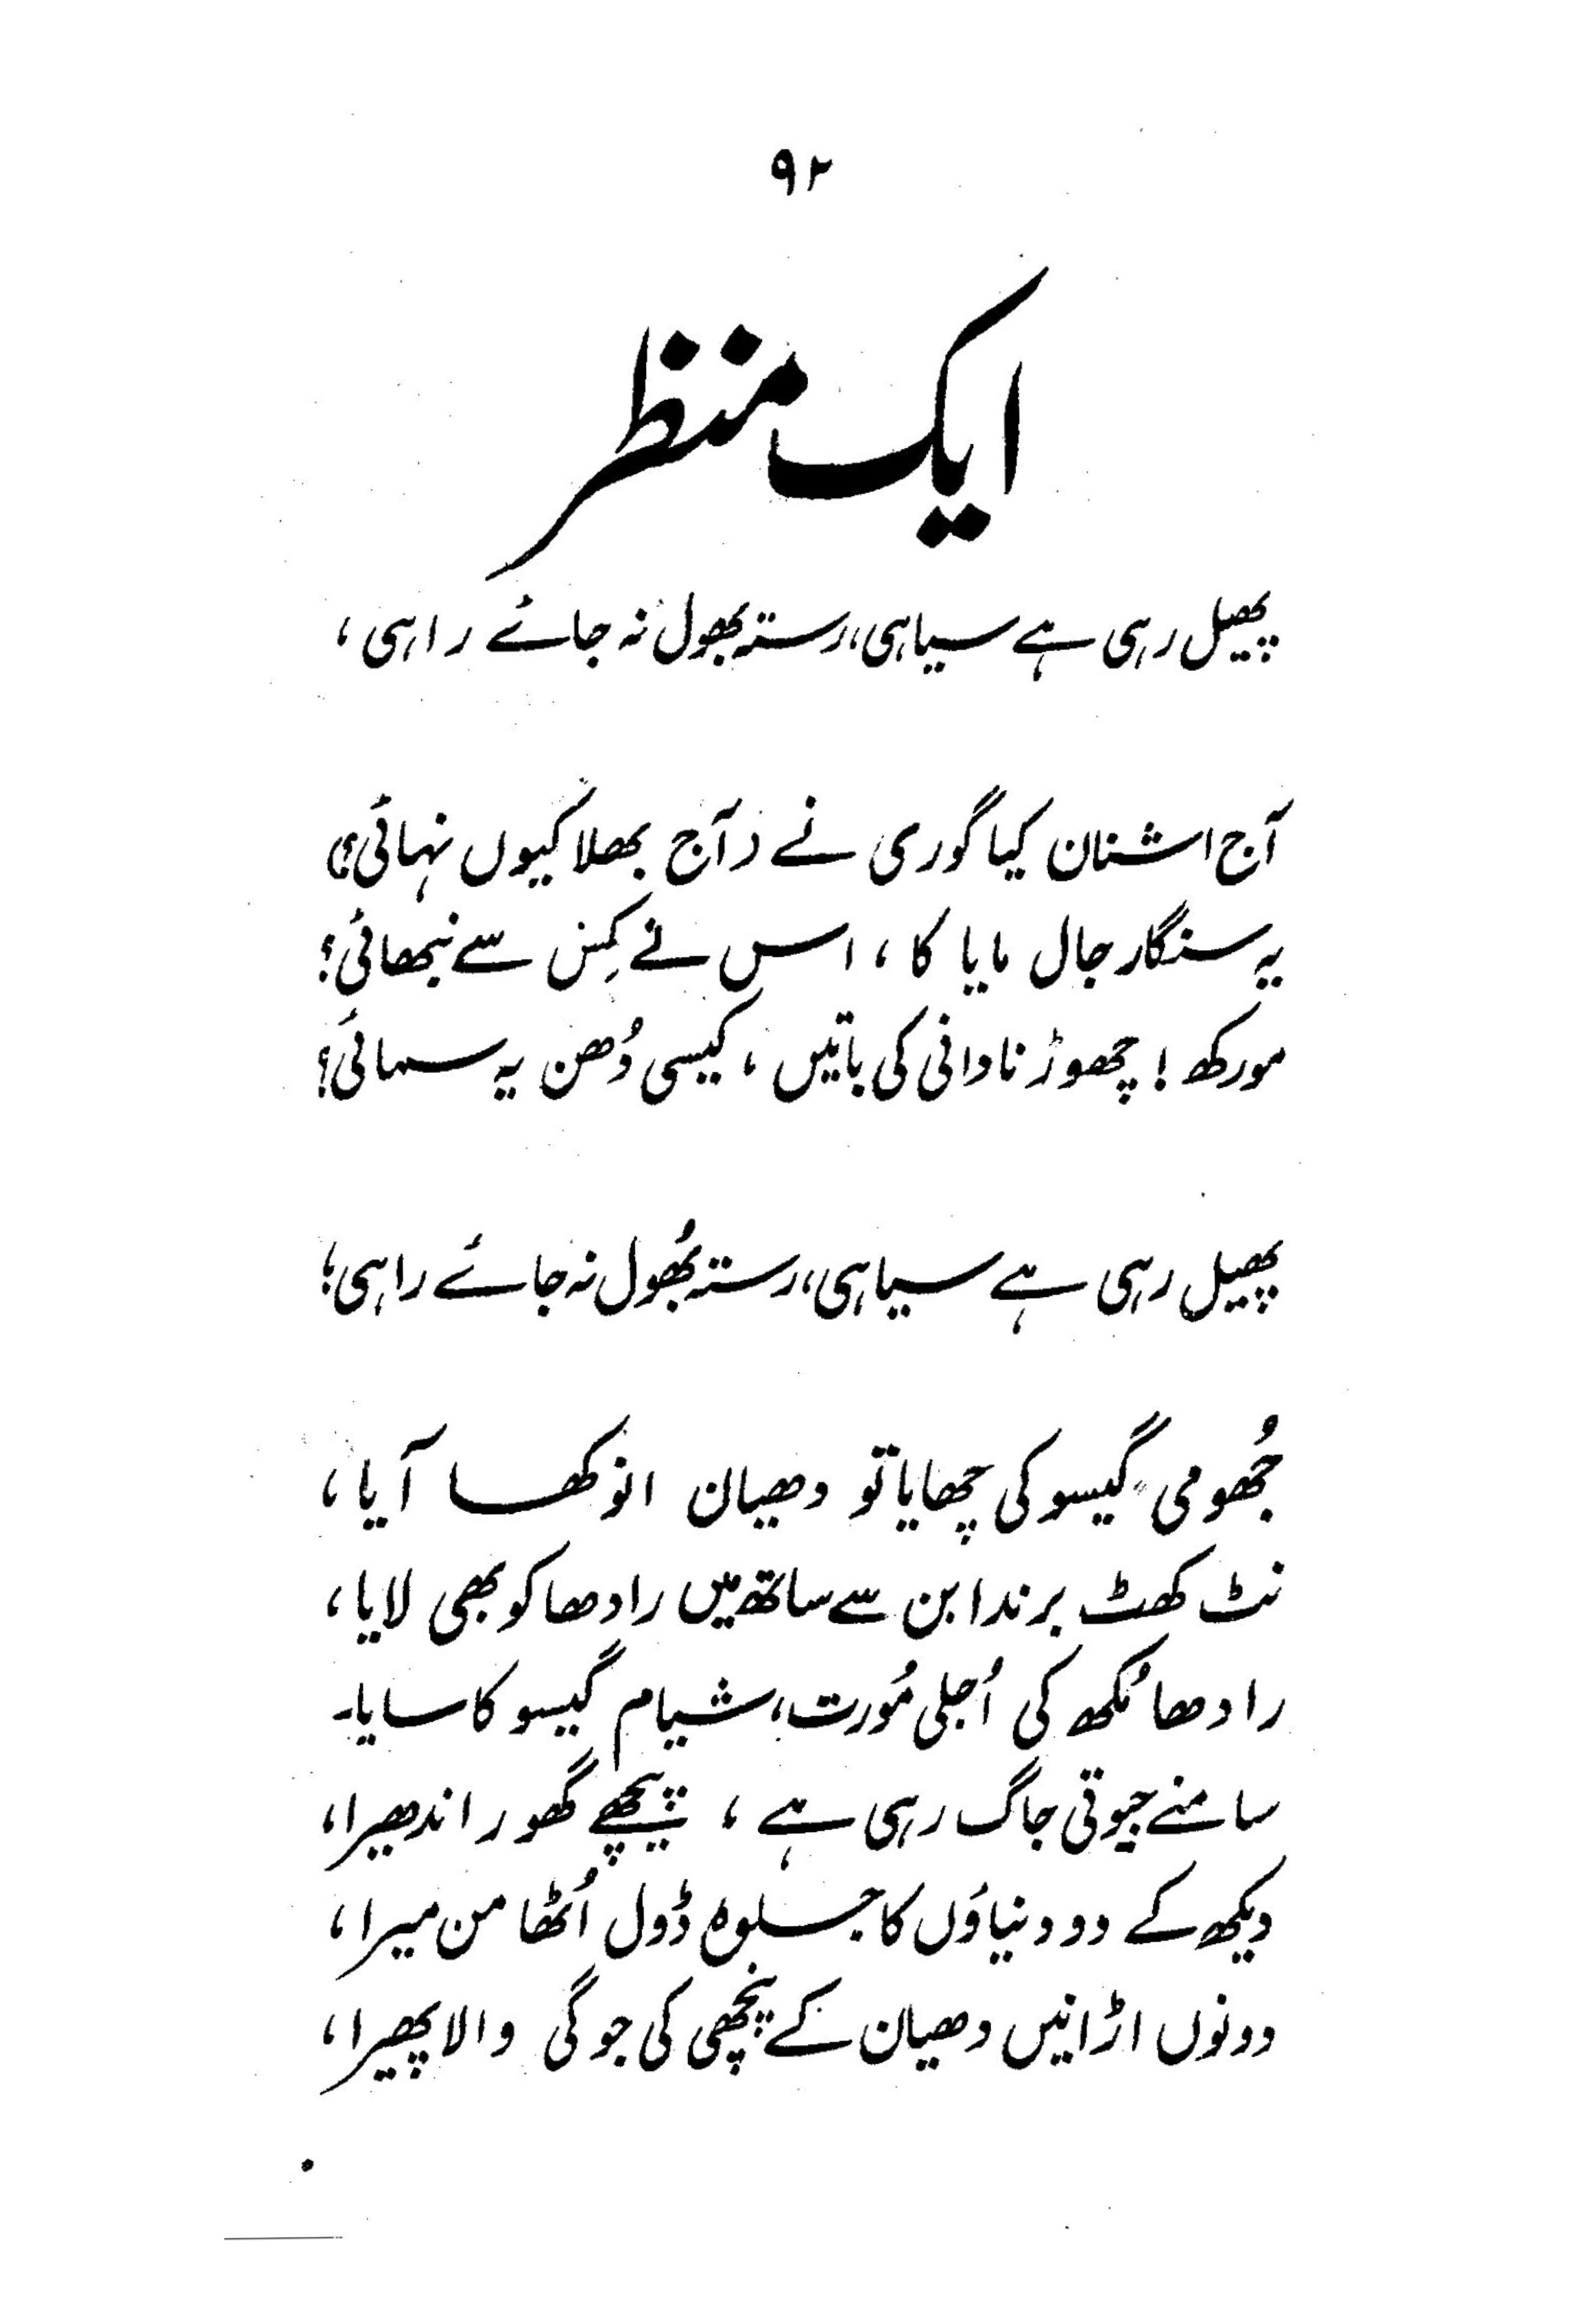 ۹۲
ایک منظر
پھیل رہی ہے سیاہی، رستہ بھول نہ جائے راہی،
آج اشنان کیا گوری نے (آج بھلا کیوں نہائی؟)
یہ سنگار جال مایا کا، اس نے کِس سے نبھائی؟
مورکھ! چھوڑ نادانی کی باتیں، کیسی دُھن یہ سمائی؟
پھیل رہی ہے سیاہی، رستہ بُھول نہ جائے راہی؛
جُھومی گیسو کی چھایا تو دھیان انوکھا آیا،
نٹ کھٹ برندابن سے ساتھ میں رادھا کو بھی لایا،
رادھا مُکھ کی اُجلی مُورت، شیام گیسو کا سایا۔
سامنے جیوتی جاگ رہی ہے، پیچھے گھور اندھیرا،
دیکھ کے دو دنیاؤں کا جلوہ ڈول اُٹھا من میرا،
دونوں اڑانیں دھیان کے پنچھی کی جوگی والا پھیرا،